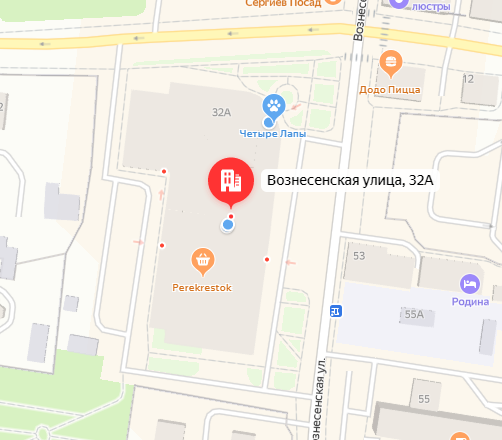 Сергиев Посад
люстры
Вознес
Додо Пицца
12
32А
Четыре Лапы
Вознесенская улица, 32А
53
Perekrestok
Родина
55А
Вознесенская ул.
55